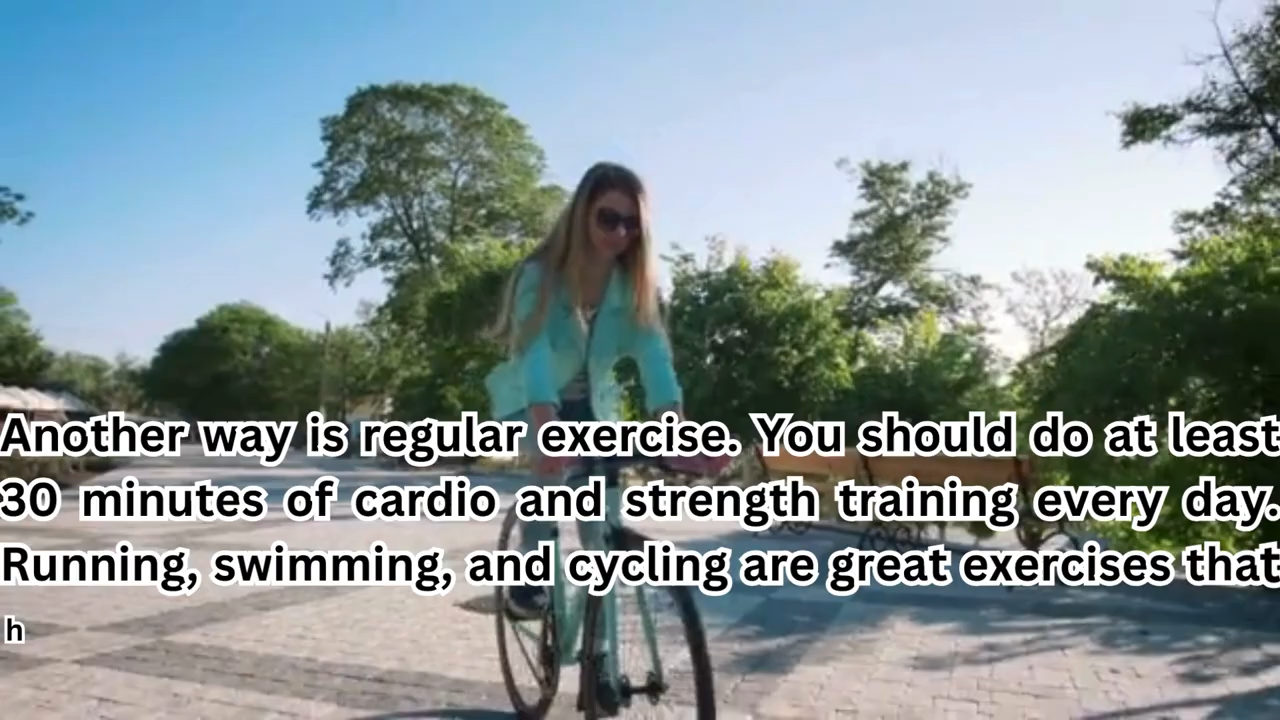 Another way is regular exercise. You should do at least
30 minutes of cardio and strength training every day.
Running, swimming, and cycling are great exercises that
h